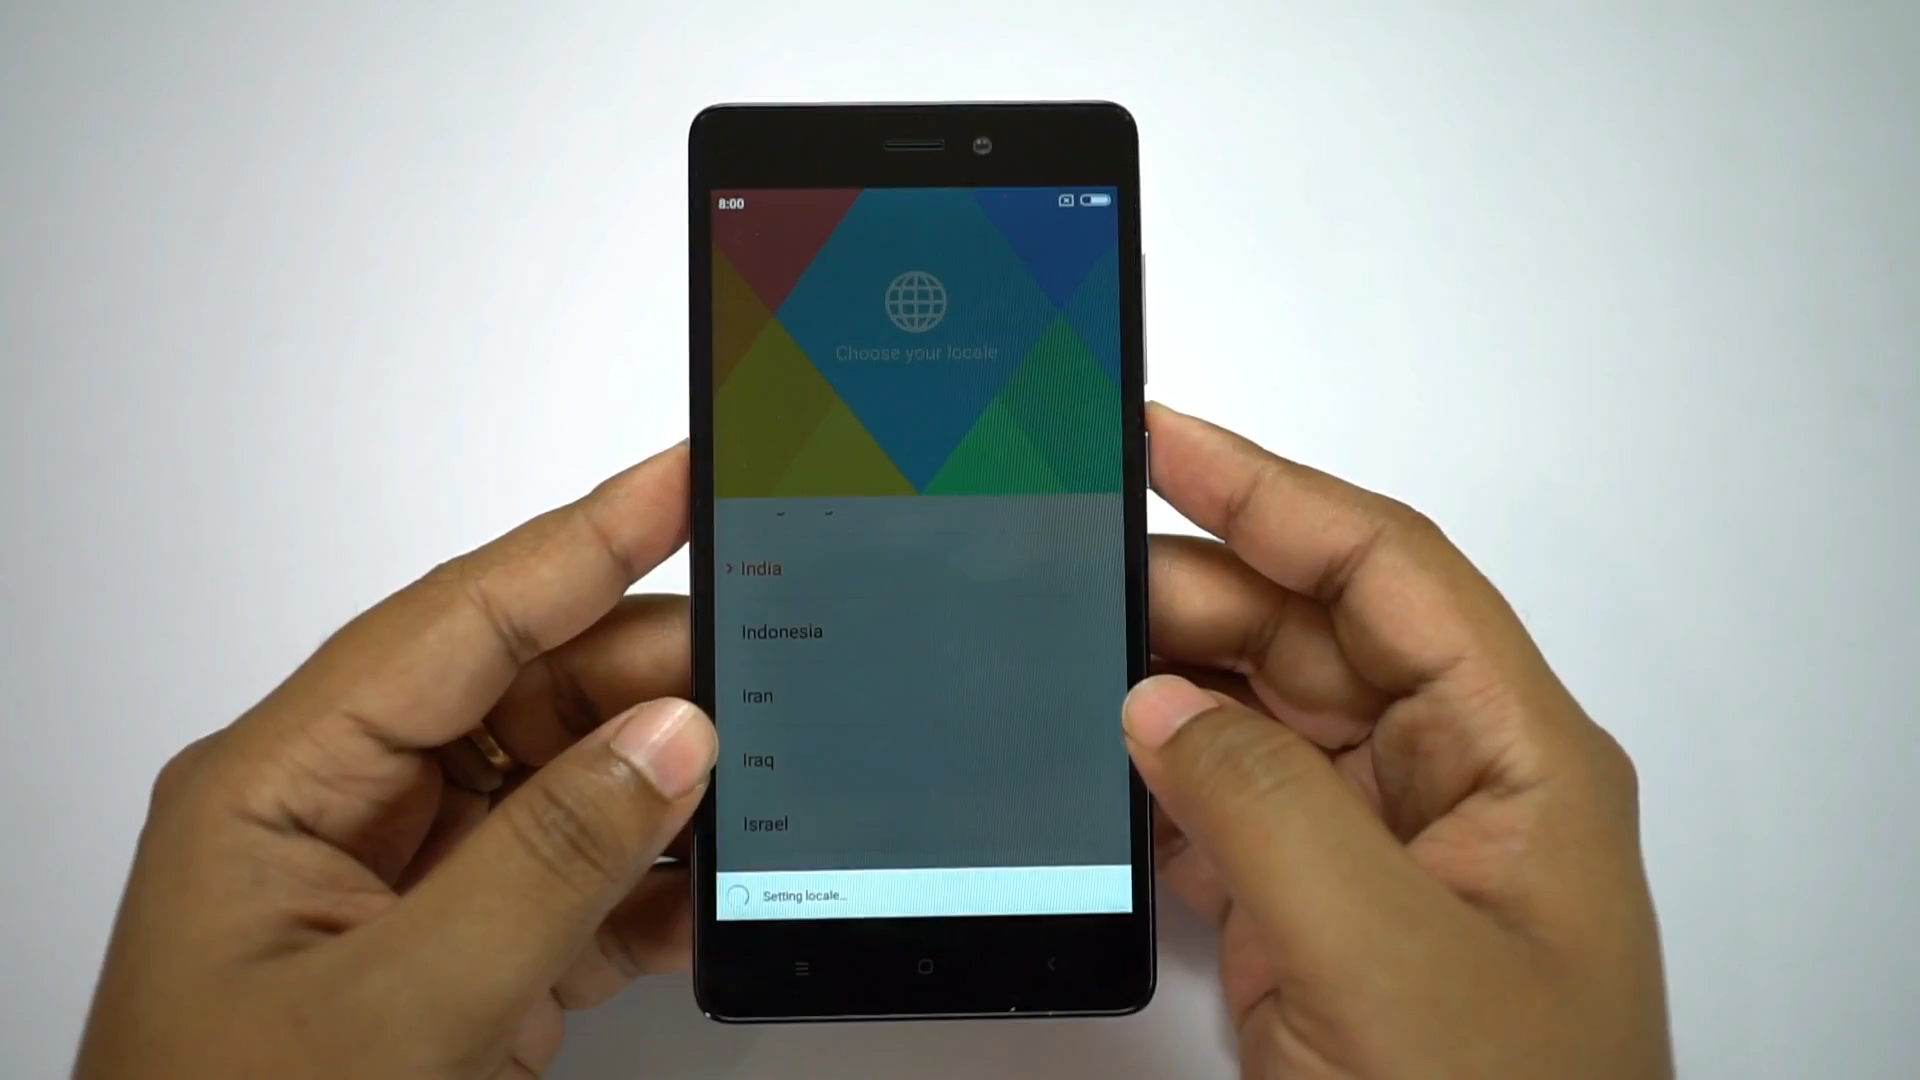 8:00
Choose your locale
India
Indonesia
Iran
Iraq
Israel
Setting locale...